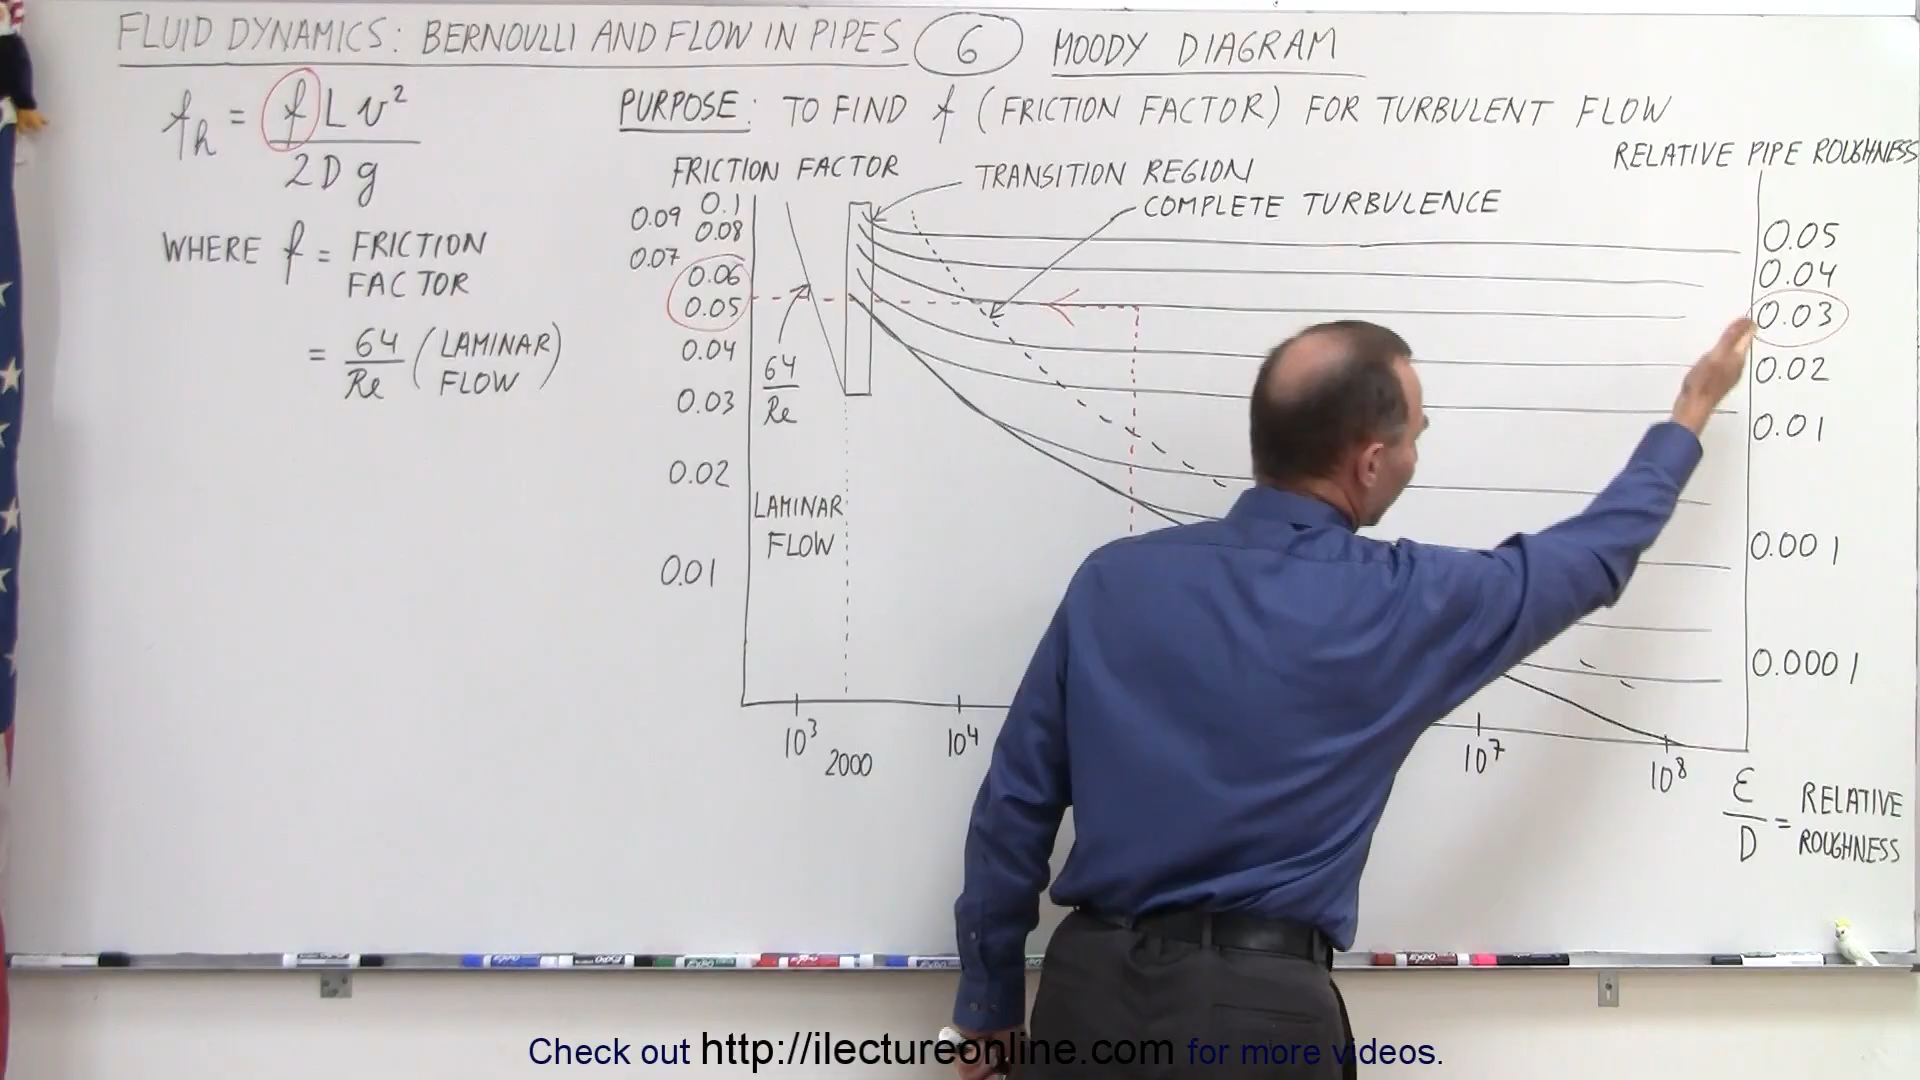 FLUID DYNAMICS: BERNOULLI AND FLOW IN PIPES 6 MOODY DIAGRAM
f_h = f L v² / 2 D g
PURPOSE: TO FIND f (FRICTION FACTOR) FOR TURBULENT FLOW
WHERE f = FRICTION
FACTOR
= 64 / Re (LAMINAR
FLOW)
FRICTION FACTOR
TRANSITION REGION
COMPLETE TURBULENCE
RELATIVE PIPE ROUGHNESS
0.1
0.09
0.08
0.07
0.06
0.05
0.04
0.03
0.02
0.01
64 / Re
LAMINAR
FLOW
0.05
0.04
0.03
0.02
0.01
0.001
0.0001
10³ 2000 10⁴ 10⁷ 10⁸
ε / D = RELATIVE
ROUGHNESS
Check out http://ilectureonline.com for more videos.